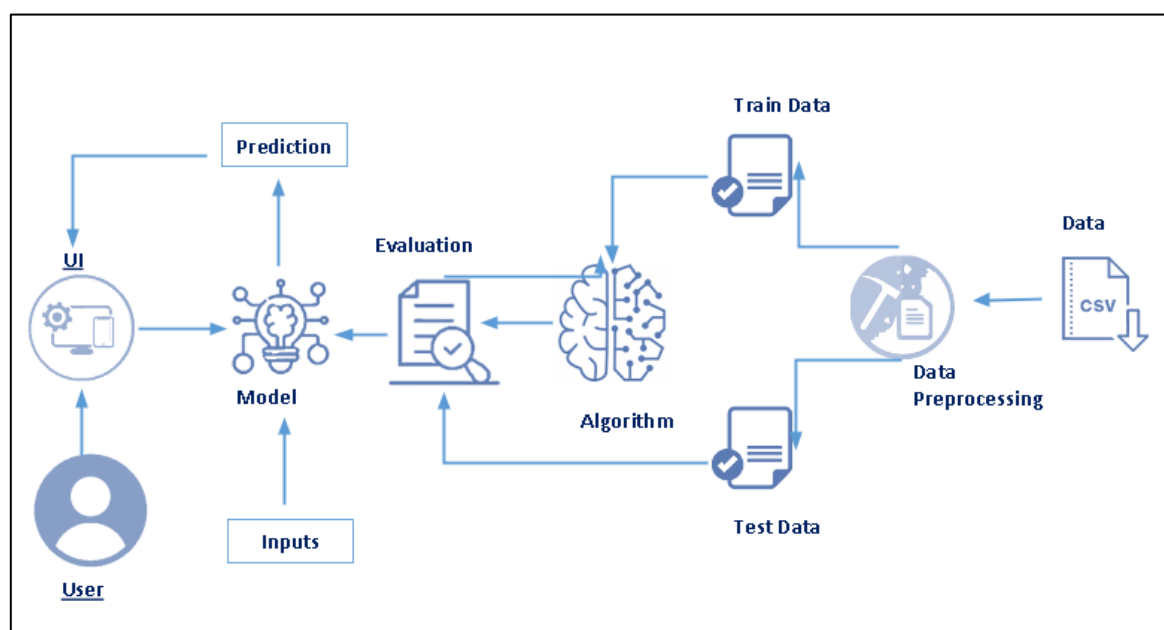 Train Data
Prediction
Data
Evaluation
UI
CSV
Data
Preprocessing
Model
Algorithm
Test Data
Inputs
User